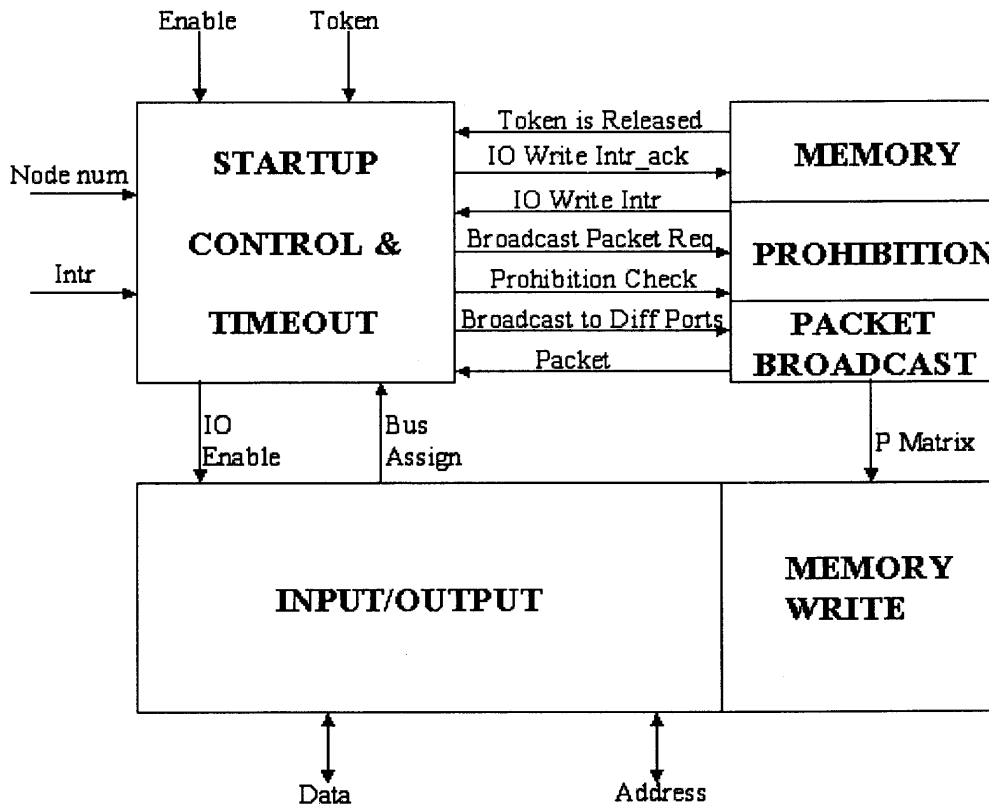 Enable
Token
STARTUP
CONTROL &
TIMEOUT
Node num
Intr
Token is Released
IO Write Intr_ack
IO Write Intr
Broadcast Packet Req
Prohibition Check
Broadcast to Diff Ports
Packet
MEMORY
PROHIBITION
PACKET
BROADCAST
IO
Enable
Bus
Assign
P Matrix
INPUT/OUTPUT
MEMORY
WRITE
Data
Address